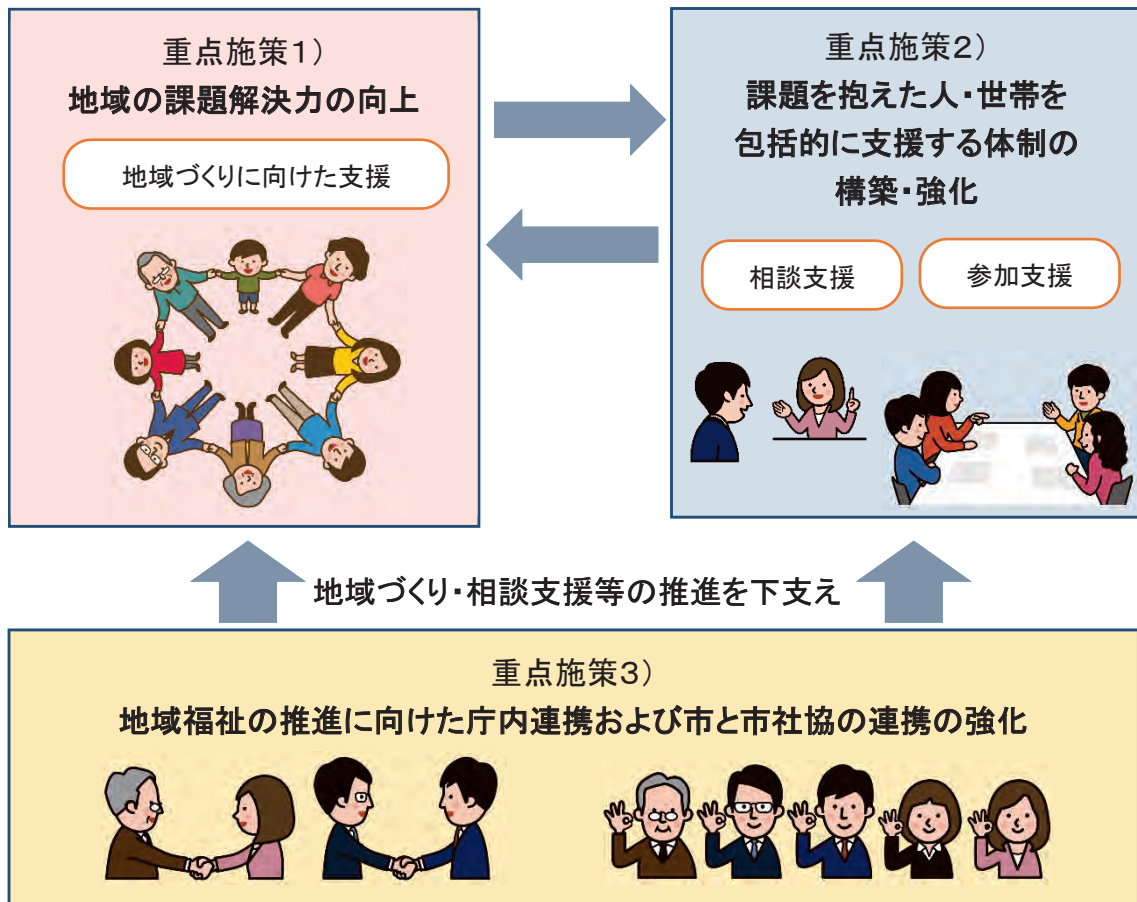 重点施策1)
地域の課題解決力の向上
地域づくりに向けた支援
重点施策2)
課題を抱えた人・世帯を
包括的に支援する体制の
構築・強化
相談支援
参加支援
地域づくり・相談支援等の推進を下支え
重点施策3)
地域福祉の推進に向けた庁内連携および市と市社協の連携の強化